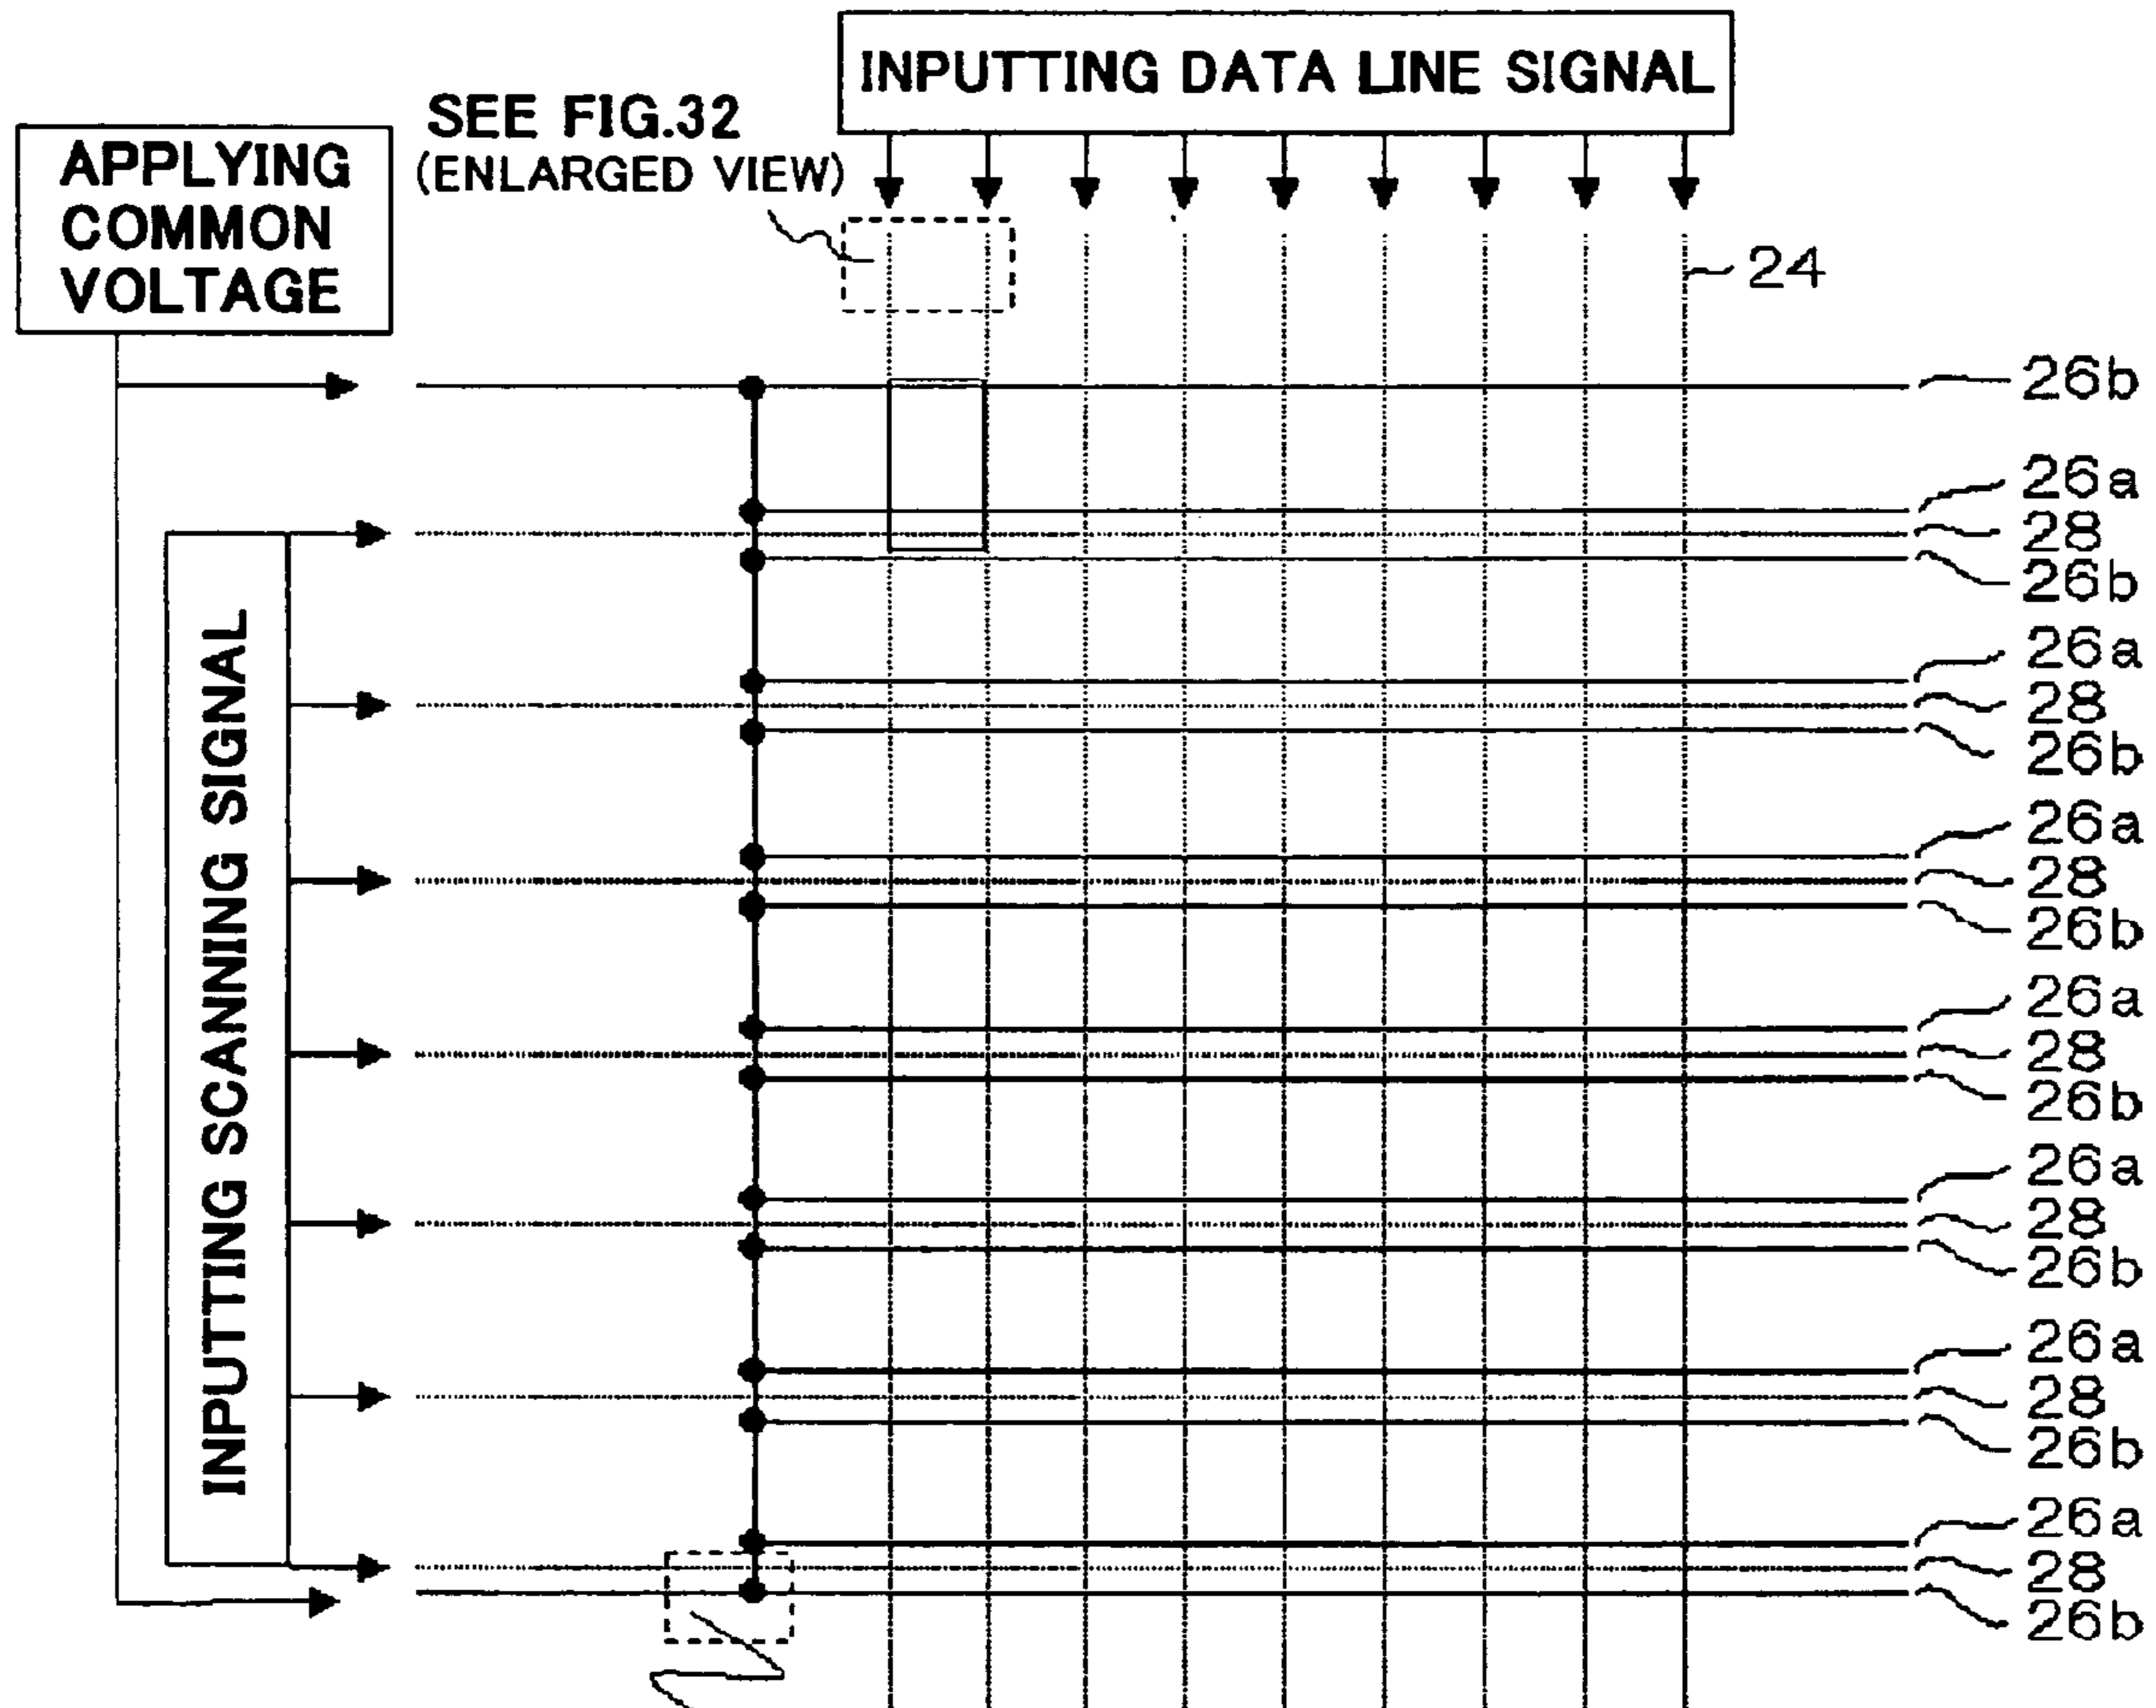 INPUTTING DATA LINE SIGNAL
SEE FIG.32
(ENLARGED VIEW)
APPLYING
COMMON
VOLTAGE
24
26b
26a
28
26b
26a
28
26b
26a
28
26b
26a
28
26b
26a
28
26b
26a
28
26b
26a
28
26b
INPUTTING SCANNING SIGNAL